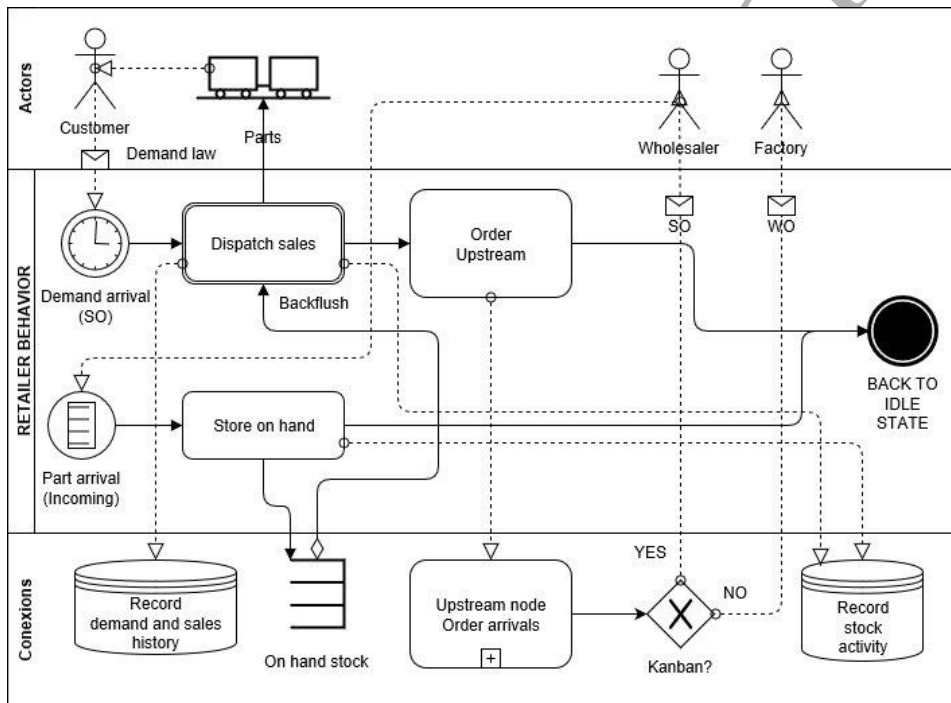 Actors
Customer
Parts
Demand law
Wholesaler
Factory
RETAILER BEHAVIOR
Dispatch sales
Order
Upstream
SO
WO
Demand arrival
(SO)
Backflush
BACK TO
IDLE
STATE
Store on hand
Part arrival
(Incoming)
Conexions
YES
NO
Record
demand and sales
history
On hand stock
Upstream node
Order arrivals
Kanban?
Record
stock
activity